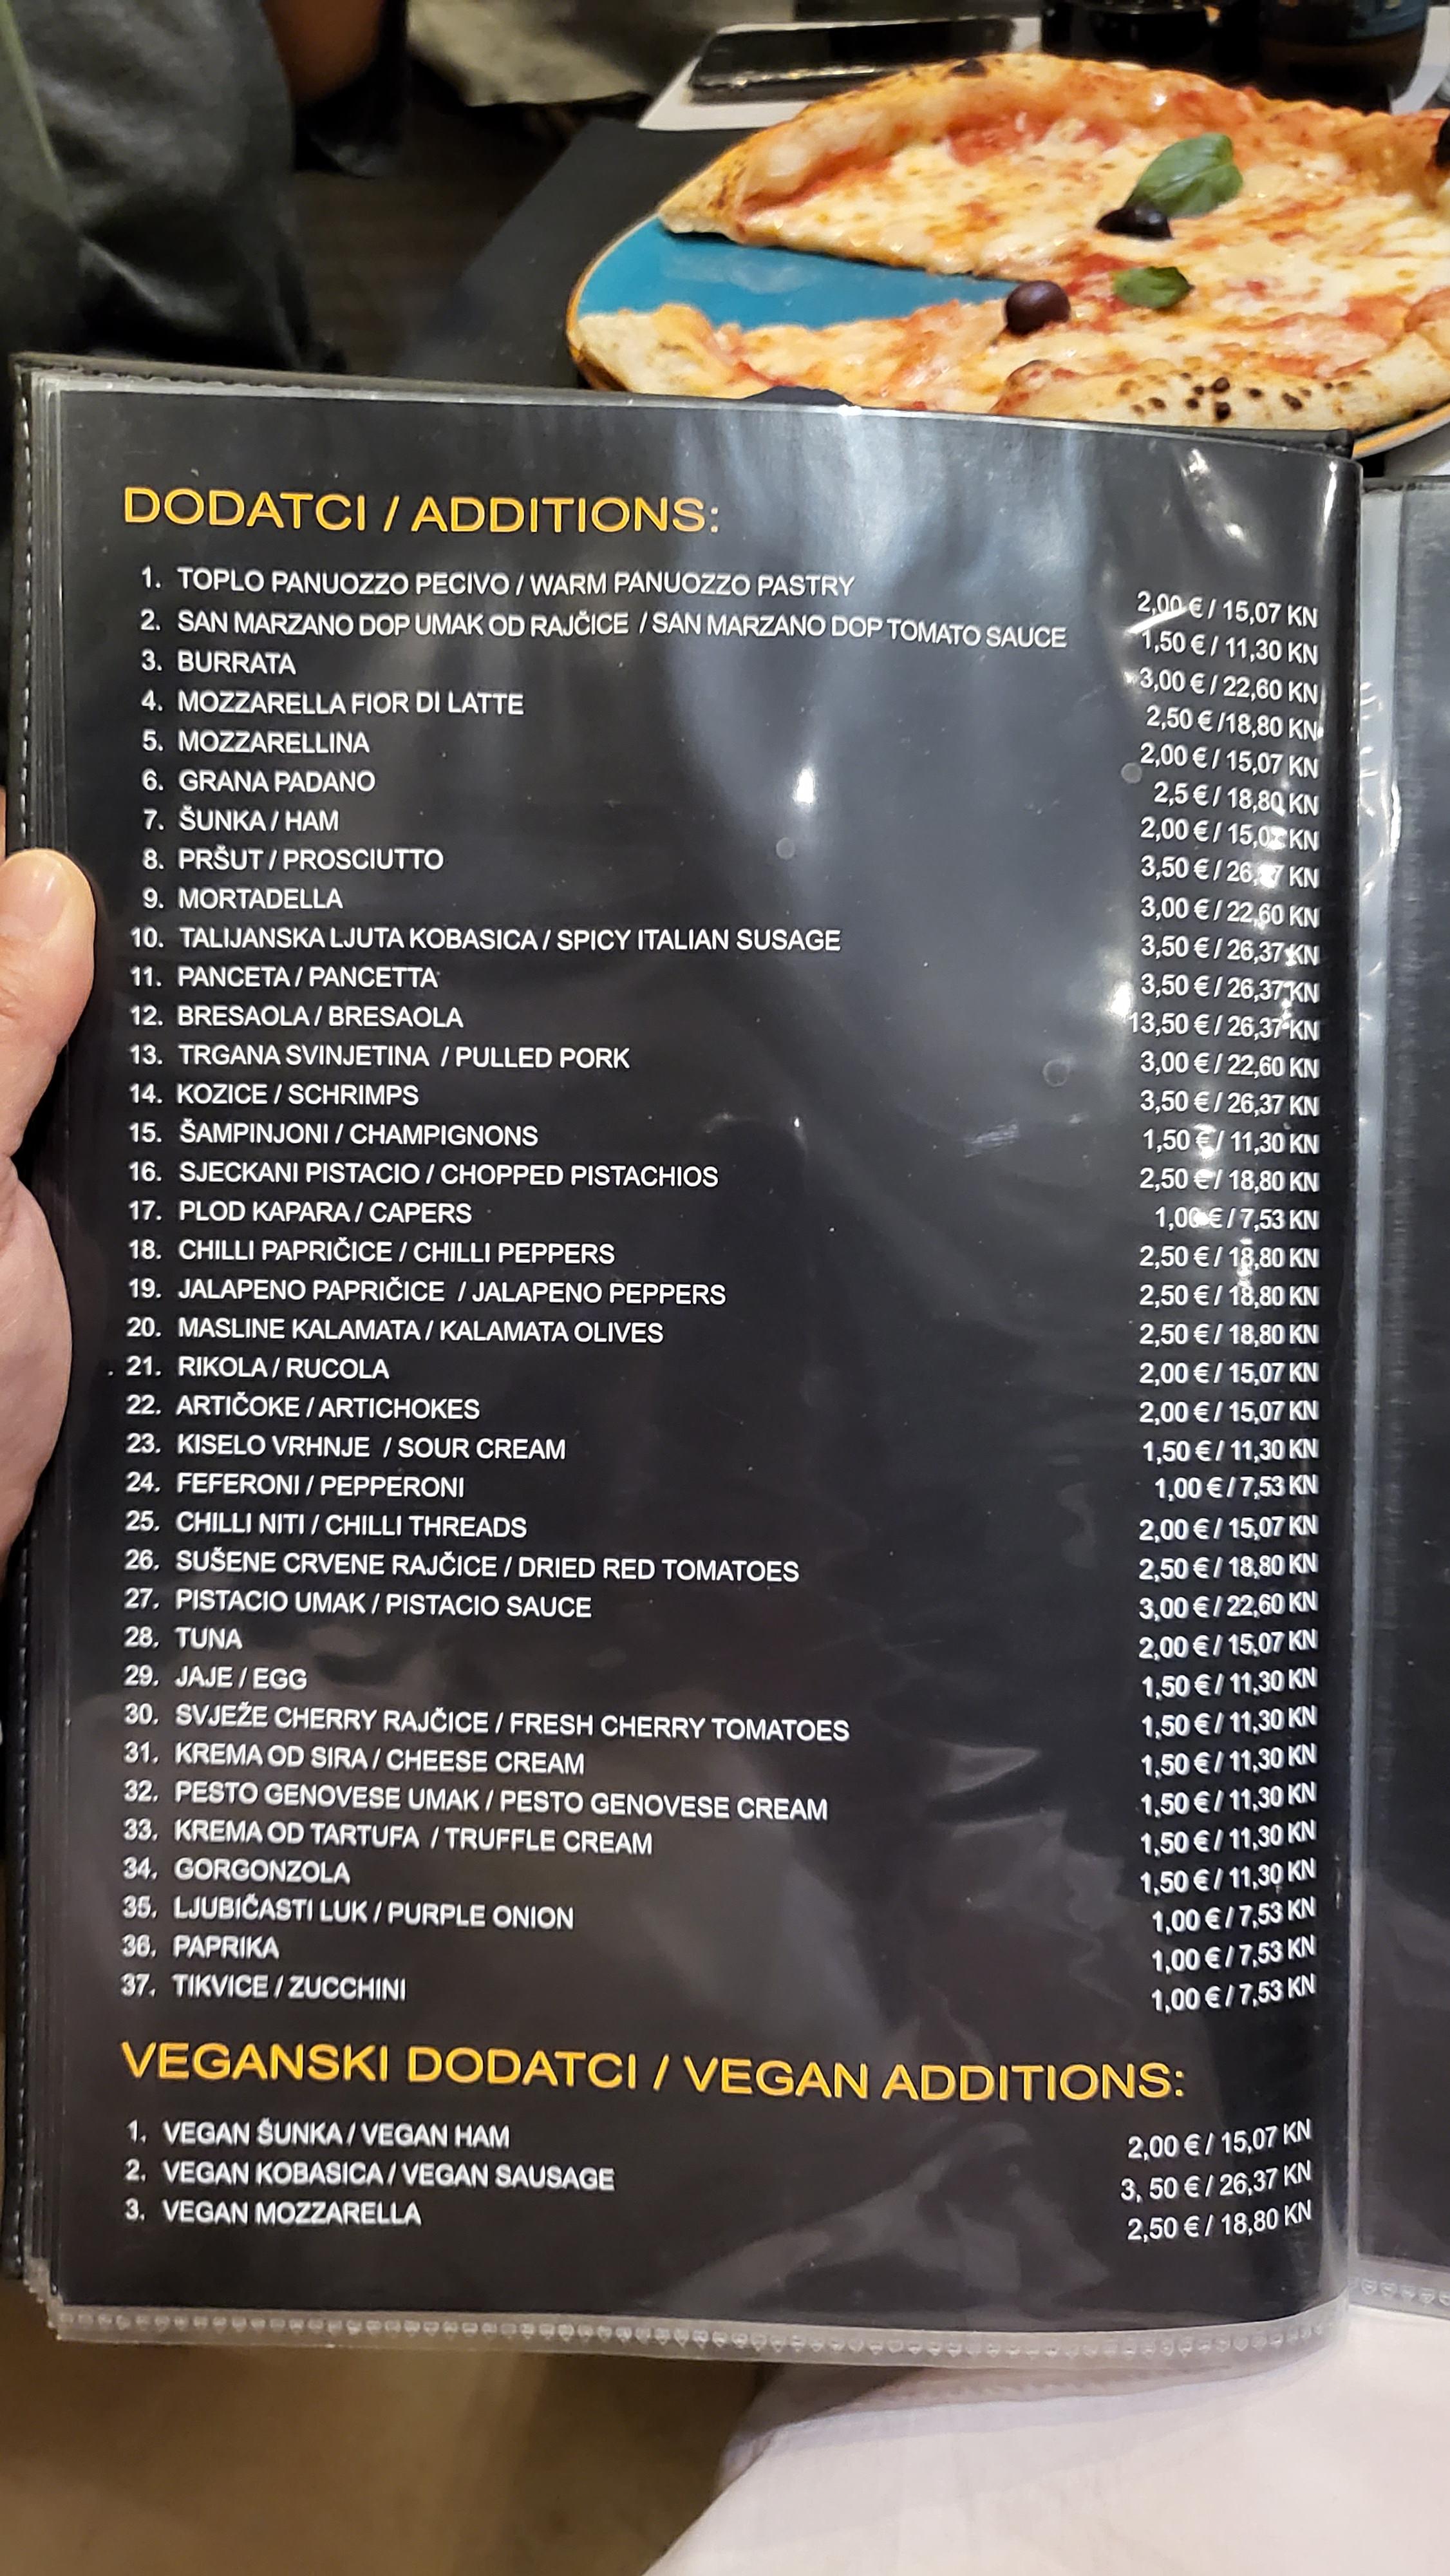 DODATCI / ADDITIONS:
1. TOPLO PANUOZZO PECIVO / WARM PANUOZZO PASTRY 2,00 € / 15,07 KN
2. SAN MARZANO DOP UMAK OD RAJČICE / SAN MARZANO DOP TOMATO SAUCE 1,50 € / 11,30 KN
3. BURRATA 3,00 € / 22,60 KN
4. MOZZARELLA FIOR DI LATTE 2,50 € /18,80 KN
5. MOZZARELLINA 2,00 € / 15,07 KN
6. GRANA PADANO 2,5 € / 18,80 KN
7. ŠUNKA / HAM 2,00 € / 15,07 KN
8. PRŠUT / PROSCIUTTO 3,50 € / 26,37 KN
9. MORTADELLA 3,00 € / 22,60 KN
10. TALIJANSKA LJUTA KOBASICA / SPICY ITALIAN SUSAGE 3,50 € / 26,37 KN
11. PANCETA / PANCETTA 3,50 € / 26,37 KN
12. BRESAOLA / BRESAOLA 13,50 € / 26,37 KN
13. TRGANA SVINJETINA / PULLED PORK 3,00 € / 22,60 KN
14. KOZICE / SCHRIMPS 3,50 € / 26,37 KN
15. ŠAMPINJONI / CHAMPIGNONS 1,50 € / 11,30 KN
16. SJECKANI PISTACIO / CHOPPED PISTACHIOS 2,50 € / 18,80 KN
17. PLOD KAPARA / CAPERS 1,00 € / 7,53 KN
18. CHILLI PAPRIČICE / CHILLI PEPPERS 2,50 € / 18,80 KN
19. JALAPENO PAPRIČICE / JALAPENO PEPPERS 2,50 € / 18,80 KN
20. MASLINE KALAMATA / KALAMATA OLIVES 2,50 € / 18,80 KN
21. RIKOLA / RUCOLA 2,00 € / 15,07 KN
22. ARTIČOKE / ARTICHOKES 2,00 € / 15,07 KN
23. KISELO VRHNJE / SOUR CREAM 1,50 € / 11,30 KN
24. FEFERONI / PEPPERONI 1,00 € / 7,53 KN
25. CHILLI NITI / CHILLI THREADS 2,00 € / 15,07 KN
26. SUŠENE CRVENE RAJČICE / DRIED RED TOMATOES 2,50 € / 18,80 KN
27. PISTACIO UMAK / PISTACIO SAUCE 3,00 € / 22,60 KN
28. TUNA 2,00 € / 15,07 KN
29. JAJE / EGG 1,50 € / 11,30 KN
30. SVJEŽE CHERRY RAJČICE / FRESH CHERRY TOMATOES 1,50 € / 11,30 KN
31. KREMA OD SIRA / CHEESE CREAM 1,50 € / 11,30 KN
32. PESTO GENOVESE UMAK / PESTO GENOVESE CREAM 1,50 € / 11,30 KN
33. KREMA OD TARTUFA / TRUFFLE CREAM 1,50 € / 11,30 KN
34. GORGONZOLA 1,50 € / 11,30 KN
35. LJUBIČASTI LUK / PURPLE ONION 1,00 € / 7,53 KN
36. PAPRIKA 1,00 € / 7,53 KN
37. TIKVICE / ZUCCHINI 1,00 € / 7,53 KN
VEGANSKI DODATCI / VEGAN ADDITIONS:
1. VEGAN ŠUNKA / VEGAN HAM 2,00 € / 15,07 KN
2. VEGAN KOBASICA / VEGAN SAUSAGE 3, 50 € / 26,37 KN
3. VEGAN MOZZARELLA 2,50 € / 18,80 KN